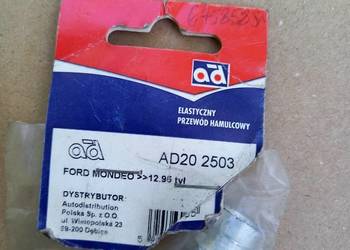 ad
ELASTYCZNY
PRZEWÓD HAMULCOWY
ad
AD20 2503
FORD MONDEO >>12.96 tył
DYSTRYBUTOR:
Autodistribution
Polska Sp. z O.O
ul. Wielopolska 23
39-200 Dębica